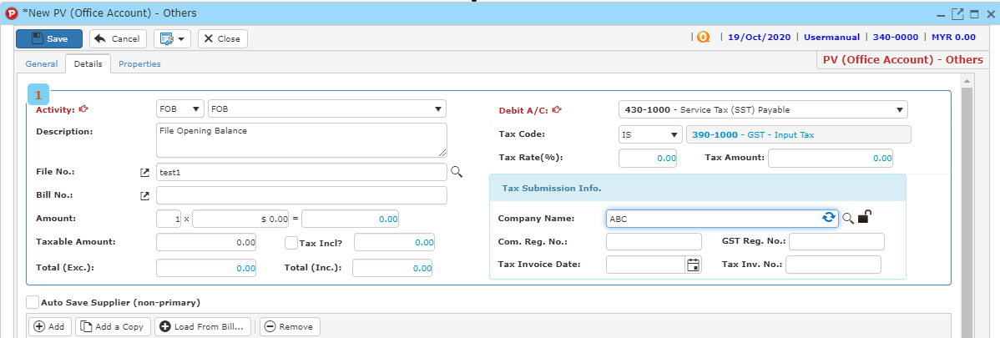 *New PV (Office Account) - Others
Save Cancel Close | | 19/Oct/2020 | Usermanual | 340-0000 | MYR 0.00
General Details Properties PV (Office Account) - Others
1
Activity: FOB FOB Debit A/C: 430-1000 - Service Tax (SST) Payable
Description: File Opening Balance Tax Code: IS 390-1000 - GST - Input Tax
Tax Rate(%): 0.00 Tax Amount: 0.00
File No.: test1
Tax Submission Info.
Bill No.:
Amount: 1 x $ 0.00 = 0.00 Company Name: ABC
Taxable Amount: 0.00 Tax Incl? 0.00 Com. Reg. No.: GST Reg. No.:
Total (Exc.): 0.00 Total (Inc.): 0.00 Tax Invoice Date: Tax Inv. No.:
Auto Save Supplier (non-primary)
Add Add a Copy Load From Bill... Remove